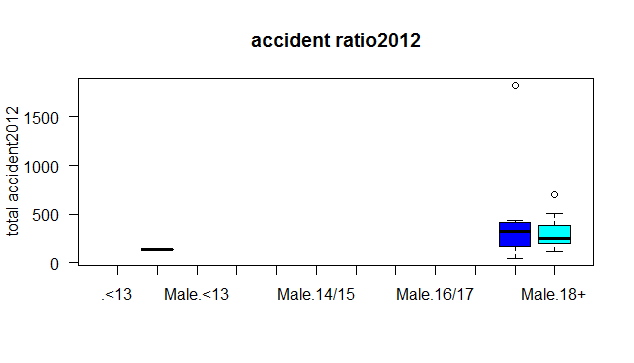 accident ratio2012
total accident2012
1500
1000
500
0
.<13 Male.<13 Male.14/15 Male.16/17 Male.18+